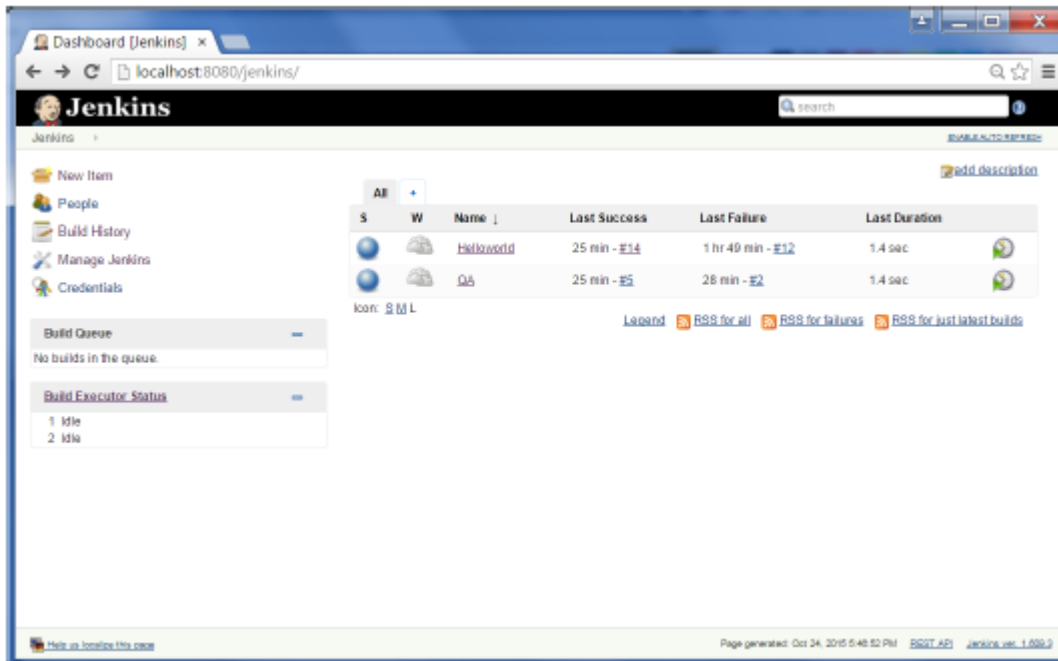 Dashboard [Jenkins] ×
localhost:8080/jenkins/
Jenkins
search
Jenkins
ENABLE AUTO REFRESH
add description
New Item
People
Build History
Manage Jenkins
Credentials
All +
S W Name ↓ Last Success Last Failure Last Duration
Helloworld 25 min - #14 1 hr 49 min - #12 1.4 sec
QA 25 min - #5 28 min - #2 1.4 sec
Icon: S M L
Legend RSS for all RSS for failures RSS for just latest builds
Build Queue
No builds in the queue.
Build Executor Status
1 Idle
2 Idle
Help us localize this page
Page generated: Oct 24, 2015 5:48:52 PM REST API Jenkins ver. 1.609.3